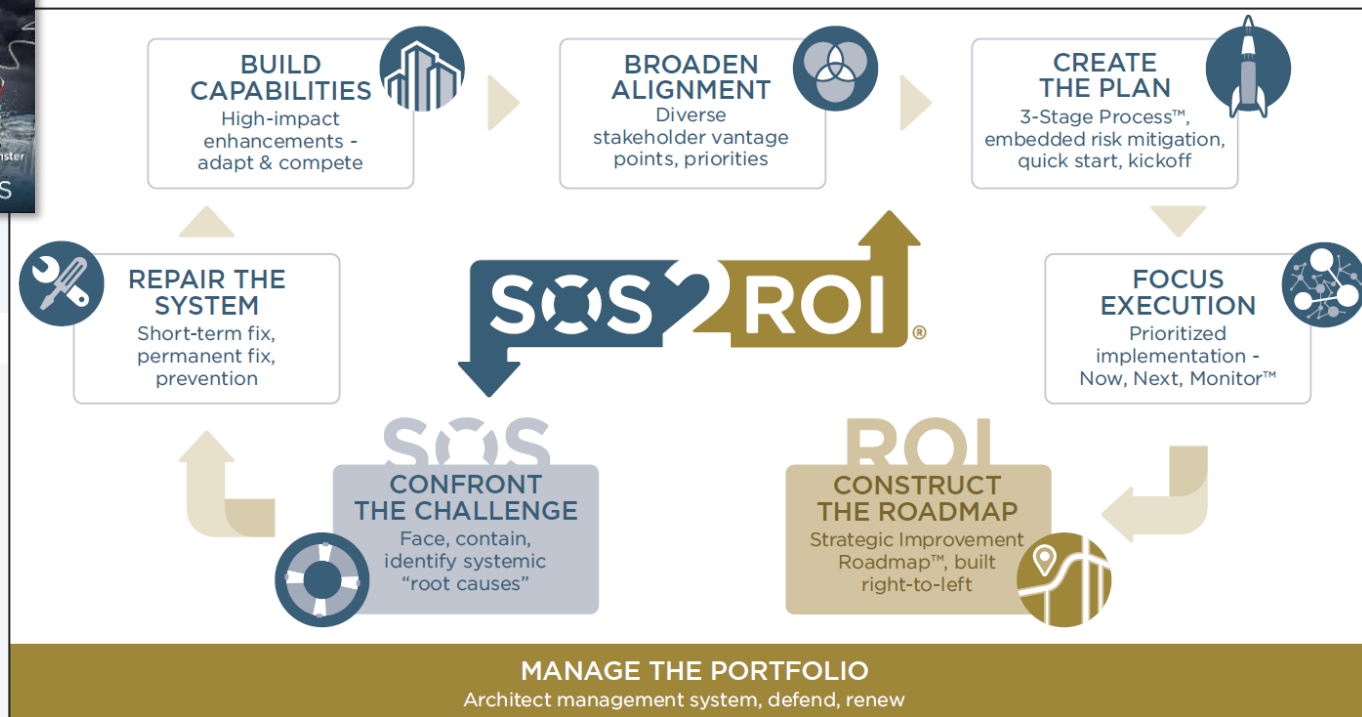 BUILD
CAPABILITIES
High-impact
enhancements -
adapt & compete
BROADEN
ALIGNMENT
Diverse
stakeholder vantage
points, priorities
CREATE
THE PLAN
3-Stage Process™,
embedded risk mitigation,
quick start, kickoff
REPAIR THE
SYSTEM
Short-term fix,
permanent fix,
prevention
SOS2ROI®
FOCUS
EXECUTION
Prioritized
implementation -
Now, Next, Monitor™
SOS
CONFRONT
THE CHALLENGE
Face, contain,
identify systemic
“root causes”
ROI
CONSTRUCT
THE ROADMAP
Strategic Improvement
Roadmap™, built
right-to-left
MANAGE THE PORTFOLIO
Architect management system, defend, renew